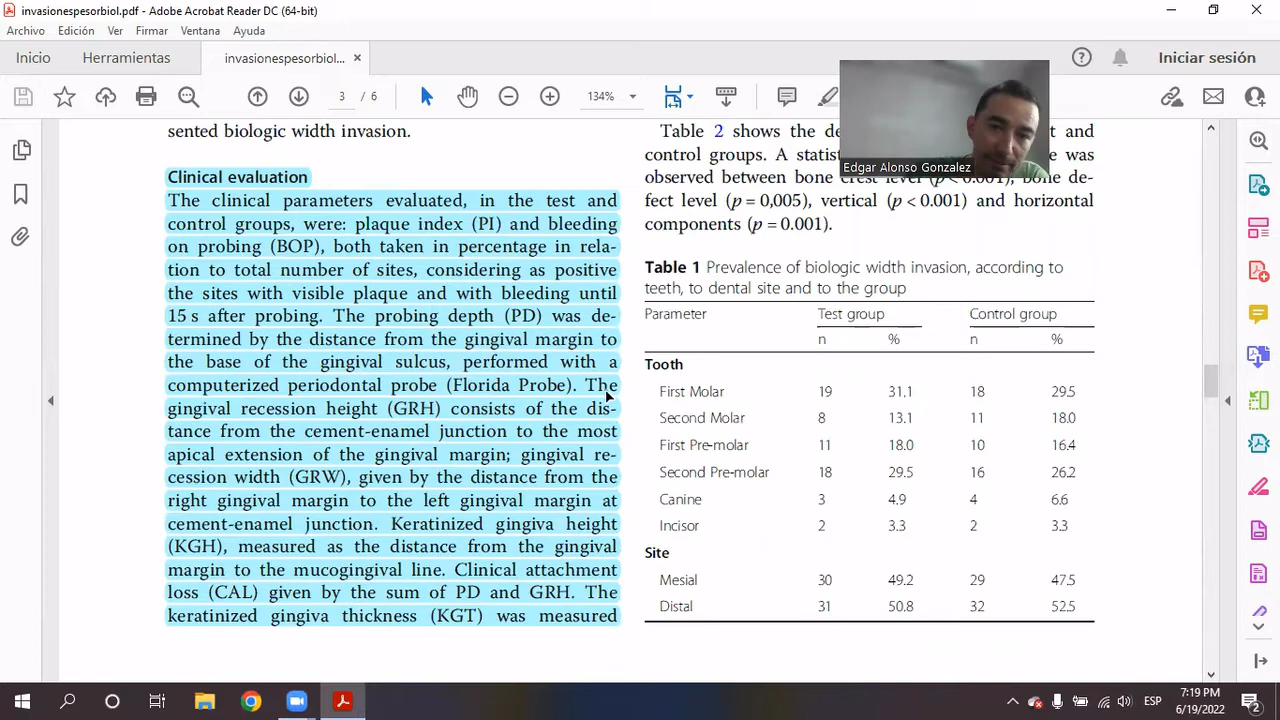 invasionespesorbiol.pdf - Adobe Acrobat Reader DC (64-bit)
Archivo Edición Ver Firmar Ventana Ayuda
Inicio Herramientas invasionespesorbiol... × Iniciar sesión
3 / 6 134%
sented biologic width invasion.
Clinical evaluation
The clinical parameters evaluated, in the test and
control groups, were: plaque index (PI) and bleeding
on probing (BOP), both taken in percentage in rela-
tion to total number of sites, considering as positive
the sites with visible plaque and with bleeding until
15 s after probing. The probing depth (PD) was de-
termined by the distance from the gingival margin to
the base of the gingival sulcus, performed with a
computerized periodontal probe (Florida Probe). The
gingival recession height (GRH) consists of the dis-
tance from the cement-enamel junction to the most
apical extension of the gingival margin; gingival re-
cession width (GRW), given by the distance from the
right gingival margin to the left gingival margin at
cement-enamel junction. Keratinized gingiva height
(KGH), measured as the distance from the gingival
margin to the mucogingival line. Clinical attachment
loss (CAL) given by the sum of PD and GRH. The
keratinized gingiva thickness (KGT) was measured
Edgar Alonso Gonzalez
Table 2 shows the de and
control groups. A statis was
observed between bone crest level (p < 0.001), bone de-
fect level (p = 0,005), vertical (p < 0.001) and horizontal
components (p = 0.001).
Table 1 Prevalence of biologic width invasion, according to
teeth, to dental site and to the group
Parameter Test group Control group
n % n %
Tooth
First Molar 19 31.1 18 29.5
Second Molar 8 13.1 11 18.0
First Pre-molar 11 18.0 10 16.4
Second Pre-molar 18 29.5 16 26.2
Canine 3 4.9 4 6.6
Incisor 2 3.3 2 3.3
Site
Mesial 30 49.2 29 47.5
Distal 31 50.8 32 52.5
ESP 7:19 PM
6/19/2022
2